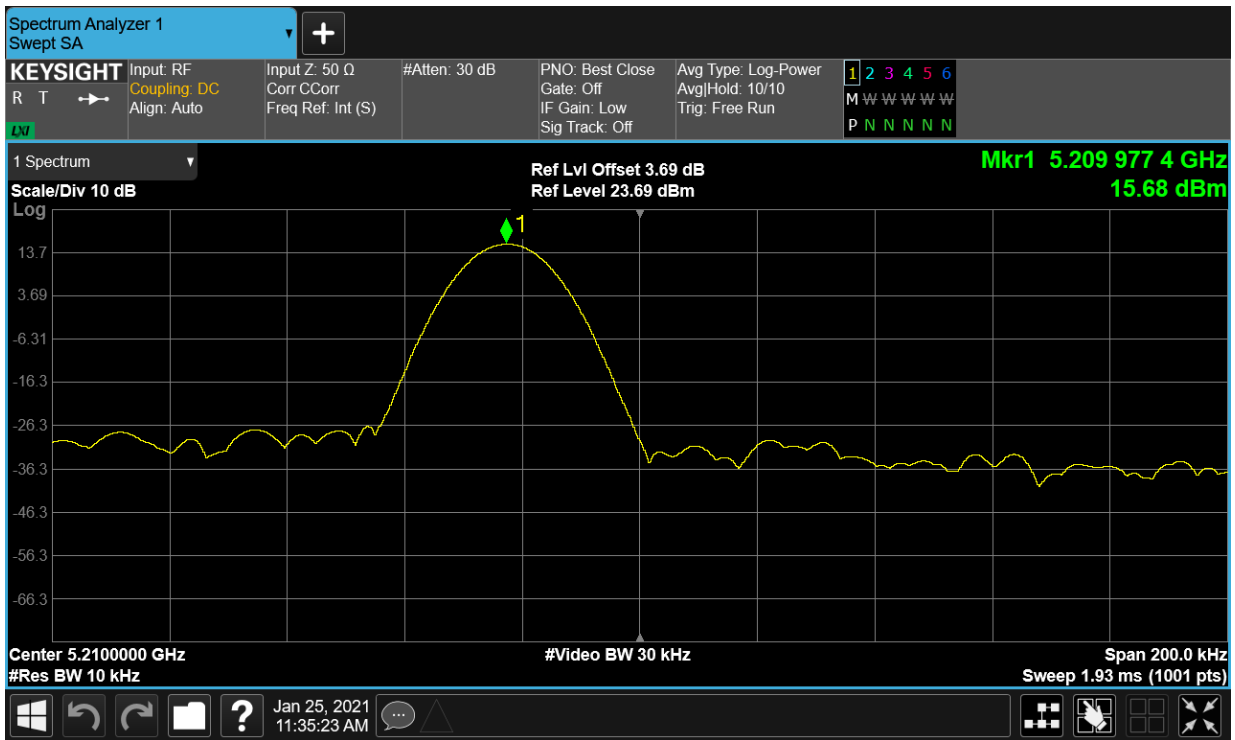 Spectrum Analyzer 1
Swept SA
KEYSIGHT
R T
LXI
Input: RF
Coupling: DC
Align: Auto
Input Z: 50 Ω
Corr CCorr
Freq Ref: Int (S)
#Atten: 30 dB
PNO: Best Close
Gate: Off
IF Gain: Low
Sig Track: Off
Avg Type: Log-Power
Avg|Hold: 10/10
Trig: Free Run
1 2 3 4 5 6
M W W W W W
P N N N N N
1 Spectrum
Scale/Div 10 dB
Log
Ref Lvl Offset 3.69 dB
Ref Level 23.69 dBm
Mkr1 5.209 977 4 GHz
15.68 dBm
1
13.7
3.69
-6.31
-16.3
-26.3
-36.3
-46.3
-56.3
-66.3
Center 5.2100000 GHz
#Res BW 10 kHz
#Video BW 30 kHz
Span 200.0 kHz
Sweep 1.93 ms (1001 pts)
?
Jan 25, 2021
11:35:23 AM